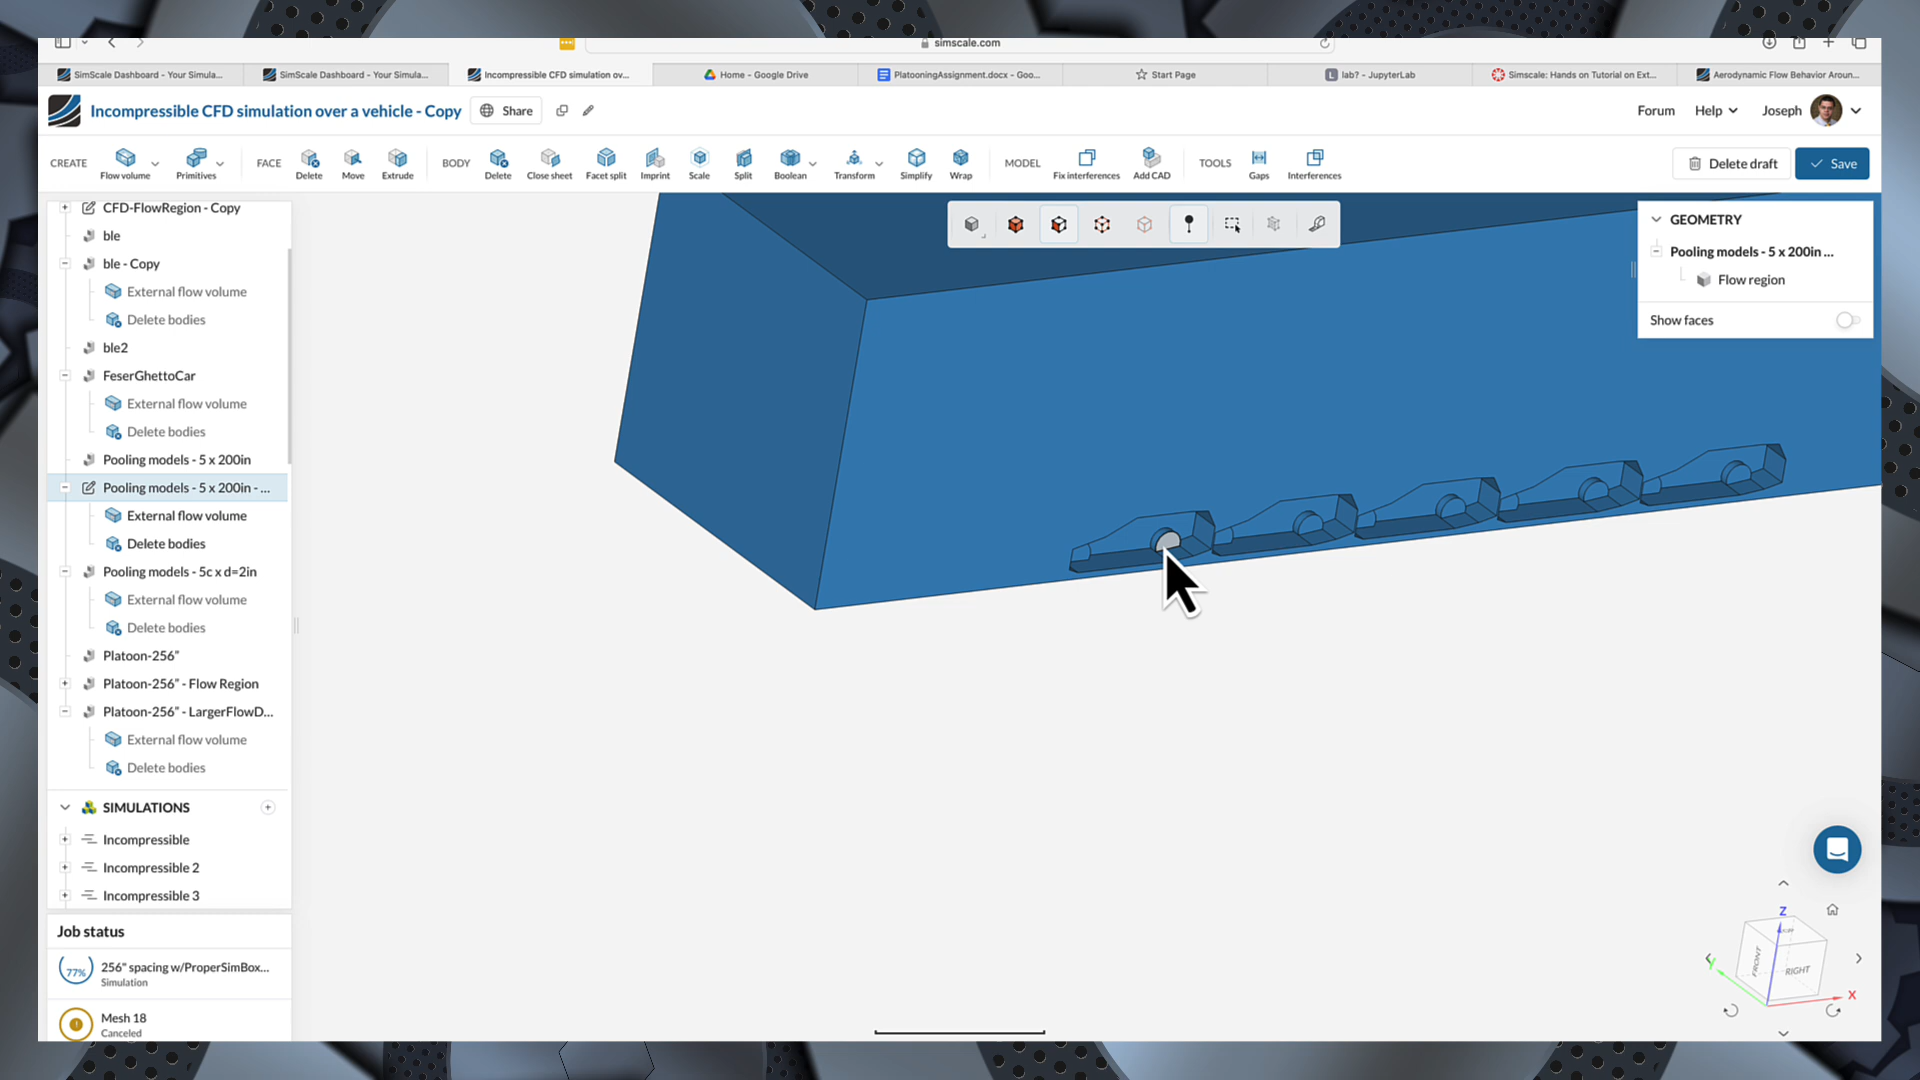 simscale.com
SimScale Dashboard - Your Simula...
SimScale Dashboard - Your Simula...
Incompressible CFD simulation ov...
Home - Google Drive
PlatooningAssignment.docx - Goo...
Start Page
L
lab? - JupyterLab
Simscale: Hands on Tutorial on Ext...
Aerodynamic Flow Behavior Aroun...
Incompressible CFD simulation over a vehicle - Copy
Share
Forum
Help
Joseph
CREATE
Flow volume
Primitives
FACE
Delete
Move
Extrude
BODY
Delete
Close sheet
Facet split
Imprint
Scale
Split
Boolean
Transform
Simplify
Wrap
MODEL
Fix interferences
Add CAD
TOOLS
Gaps
Interferences
Delete draft
Save
CFD-FlowRegion - Copy
ble
ble - Copy
External flow volume
Delete bodies
ble2
FeserGhettoCar
External flow volume
Delete bodies
Pooling models - 5 x 200in
Pooling models - 5 x 200in - ...
External flow volume
Delete bodies
Pooling models - 5c x d=2in
External flow volume
Delete bodies
Platoon-256"
Platoon-256" - Flow Region
Platoon-256" - LargerFlowD...
External flow volume
Delete bodies
SIMULATIONS
Incompressible
Incompressible 2
Incompressible 3
Job status
77%
256" spacing w/ProperSimBox...
Simulation
Mesh 18
Canceled
GEOMETRY
Pooling models - 5 x 200in ...
Flow region
Show faces
Z
FRONT
RIGHT
Y
X